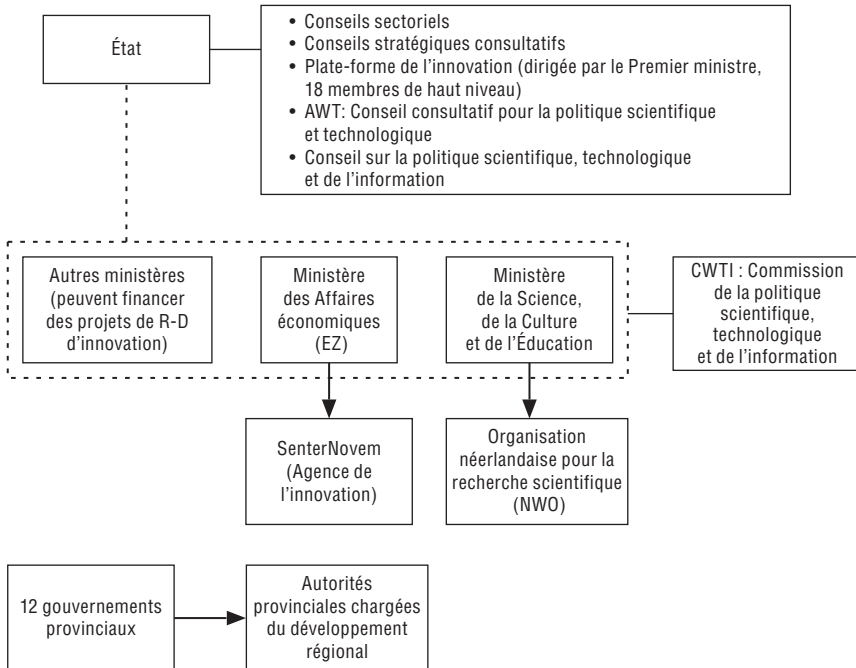 État
• Conseils sectoriels
• Conseils stratégiques consultatifs
• Plate-forme de l’innovation (dirigée par le Premier ministre,
18 membres de haut niveau)
• AWT: Conseil consultatif pour la politique scientifique
et technologique
• Conseil sur la politique scientifique, technologique
et de l’information
Autres ministères
(peuvent financer
des projets de R-D
d’innovation)
Ministère
des Affaires
économiques
(EZ)
Ministère
de la Science,
de la Culture
et de l’Éducation
CWTI : Commission
de la politique
scientifique,
technologique
et de l’information
SenterNovem
(Agence de
l’innovation)
Organisation
néerlandaise pour la
recherche scientifique
(NWO)
12 gouvernements
provinciaux
Autorités
provinciales chargées
du développement
régional